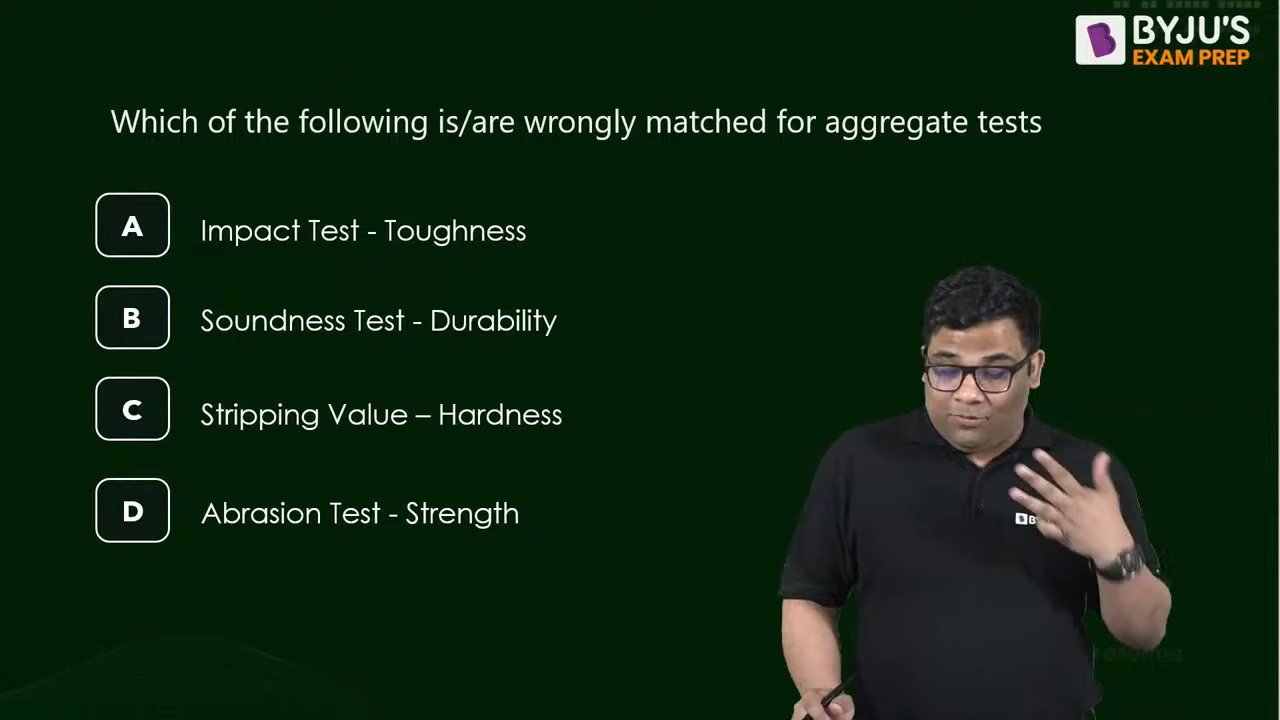 BYJU'S
EXAM PREP
Which of the following is/are wrongly matched for aggregate tests
A
Impact Test - Toughness
B
Soundness Test - Durability
C
Stripping Value – Hardness
D
Abrasion Test - Strength